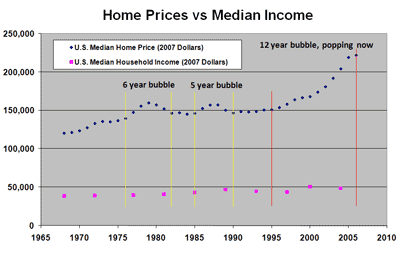 Home Prices vs Median Income
250,000
200,000
150,000
100,000
50,000
0
U.S. Median Home Price (2007 Dollars)
U.S. Median Household Income (2007 Dollars)
12 year bubble, popping now
6 year bubble
5 year bubble
1965 1970 1975 1980 1985 1990 1995 2000 2005 2010